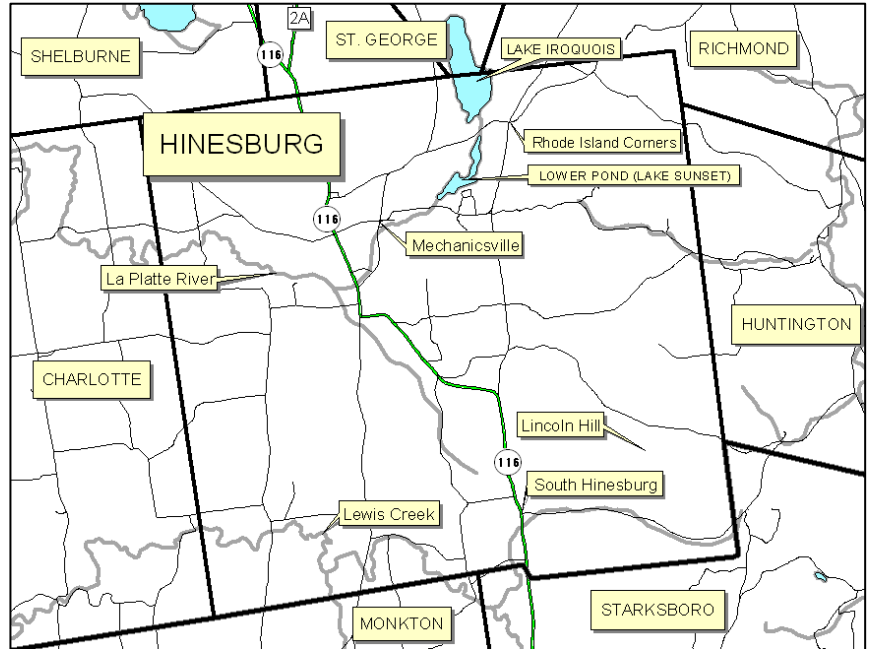 2A
SHELBURNE
116
ST. GEORGE
LAKE IROQUOIS
RICHMOND
HINESBURG
Rhode Island Corners
LOWER POND (LAKE SUNSET)
116
Mechanicsville
La Platte River
HUNTINGTON
CHARLOTTE
Lincoln Hill
116
South Hinesburg
Lewis Creek
STARKSBORO
MONKTON